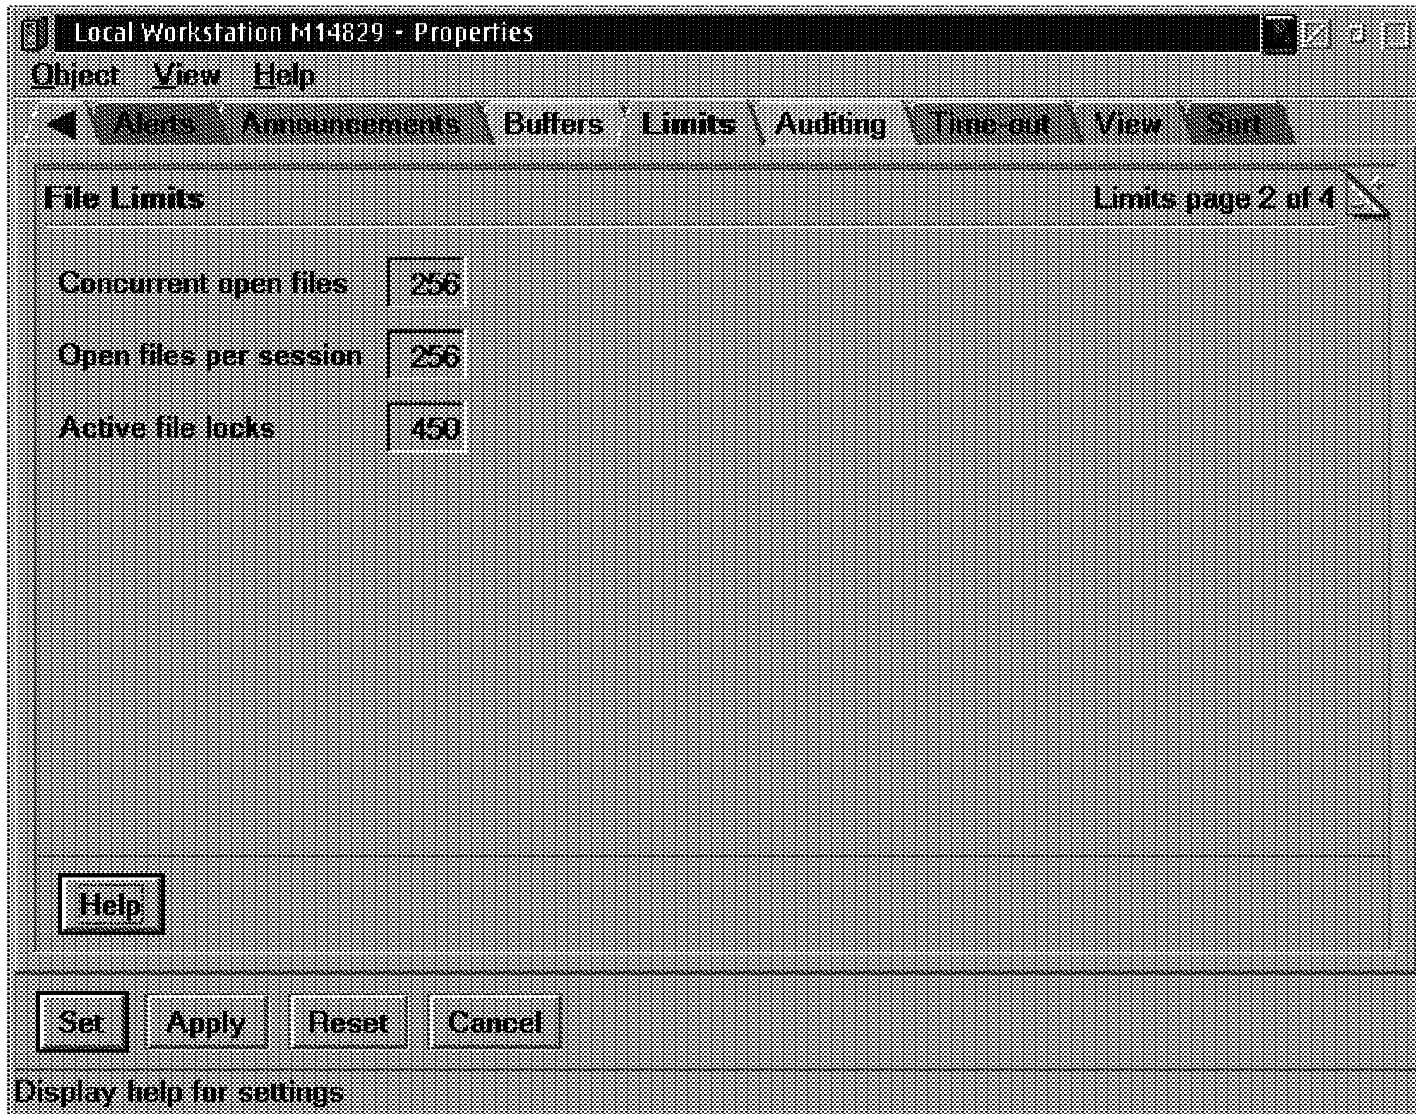 Local Workstation M14829 - Properties
Object View Help
Alerts Announcements Buffers Limits Auditing Time-out View Sort
File Limits Limits page 2 of 4
Concurrent open files 256
Open files per session 256
Active file locks 450
Help
Set Apply Reset Cancel
Display help for settings